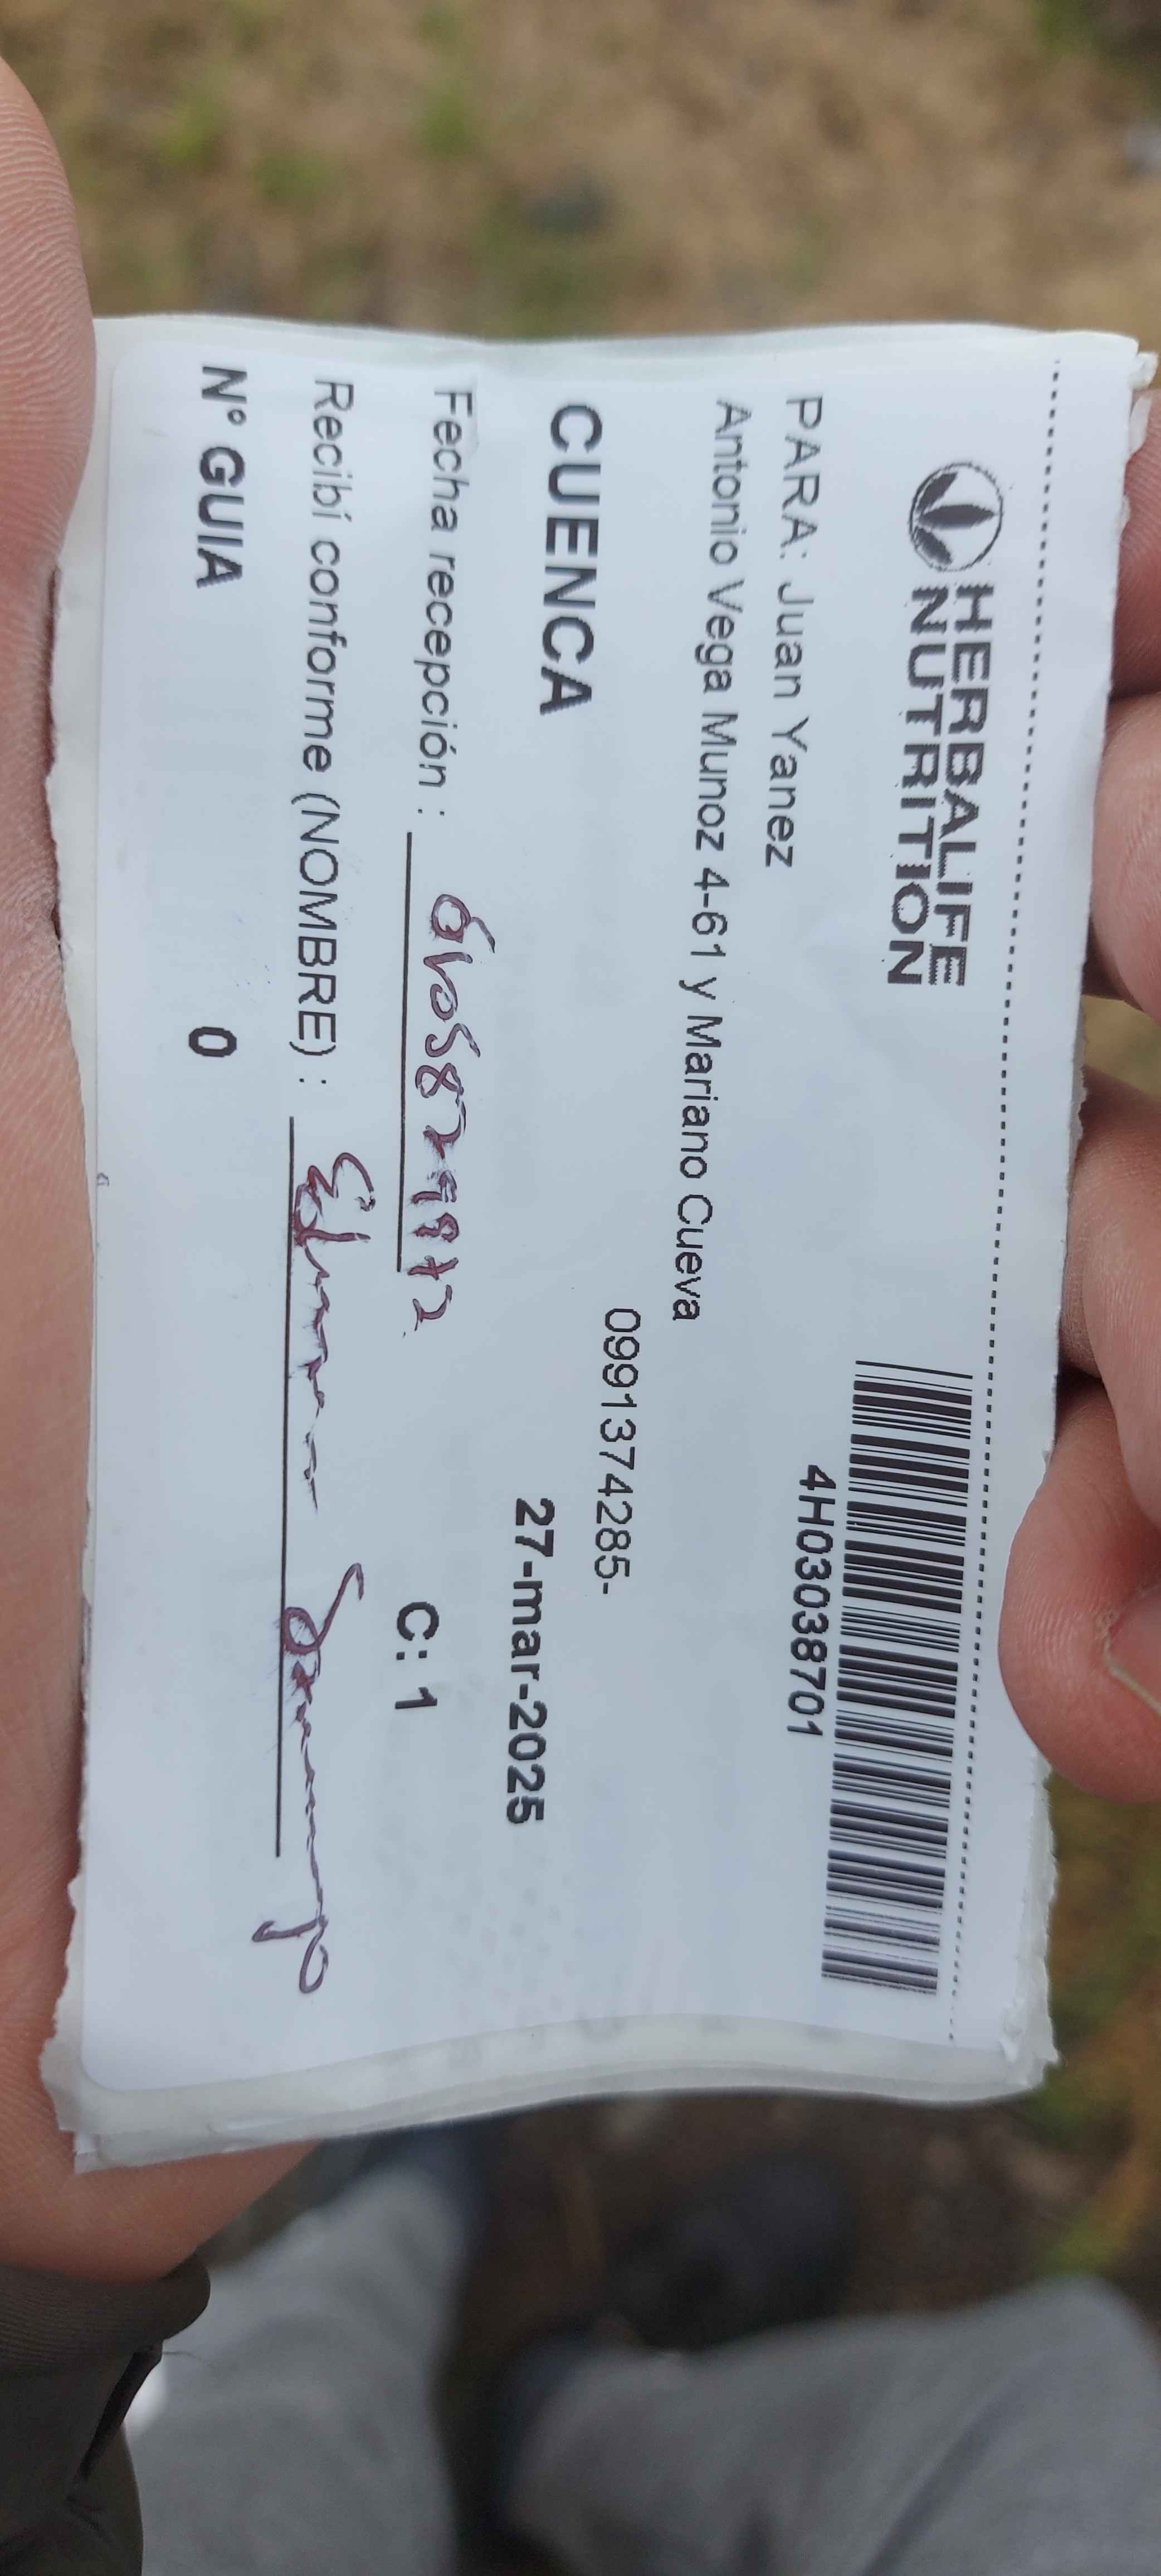 HERBALIFE
NUTRITION
4H03038701
PARA: Juan Yanez
Antonio Vega Munoz 4-61 y Mariano Cueva
0991374285-
CUENCA
27-mar-2025
Fecha recepción :
C: 1
Recibí conforme (NOMBRE) :
N° GUIA 0